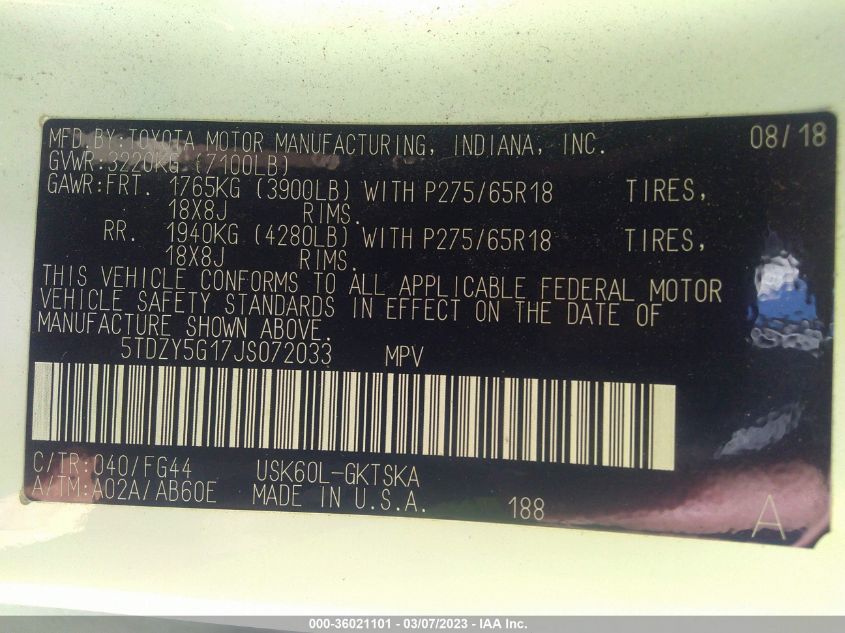 MFD.BY:TOYOTA MOTOR MANUFACTURING, INDIANA, INC. 08/18
GVWR:3220KG (7100LB)
GAWR:FRT. 1765KG (3900LB) WITH P275/65R18 TIRES,
18X8J RIMS.
RR. 1940KG (4280LB) WITH P275/65R18 TIRES,
18X8J RIMS.
THIS VEHICLE CONFORMS TO ALL APPLICABLE FEDERAL MOTOR
VEHICLE SAFETY STANDARDS IN EFFECT ON THE DATE OF
MANUFACTURE SHOWN ABOVE.
5TDZY5G17JS072033 MPV
C/TR:040/FG44 USK60L-GKTSKA
A/TM:A02A/AB60E MADE IN U.S.A. 188 A
000-36021101 - 03/07/2023 - IAA Inc.